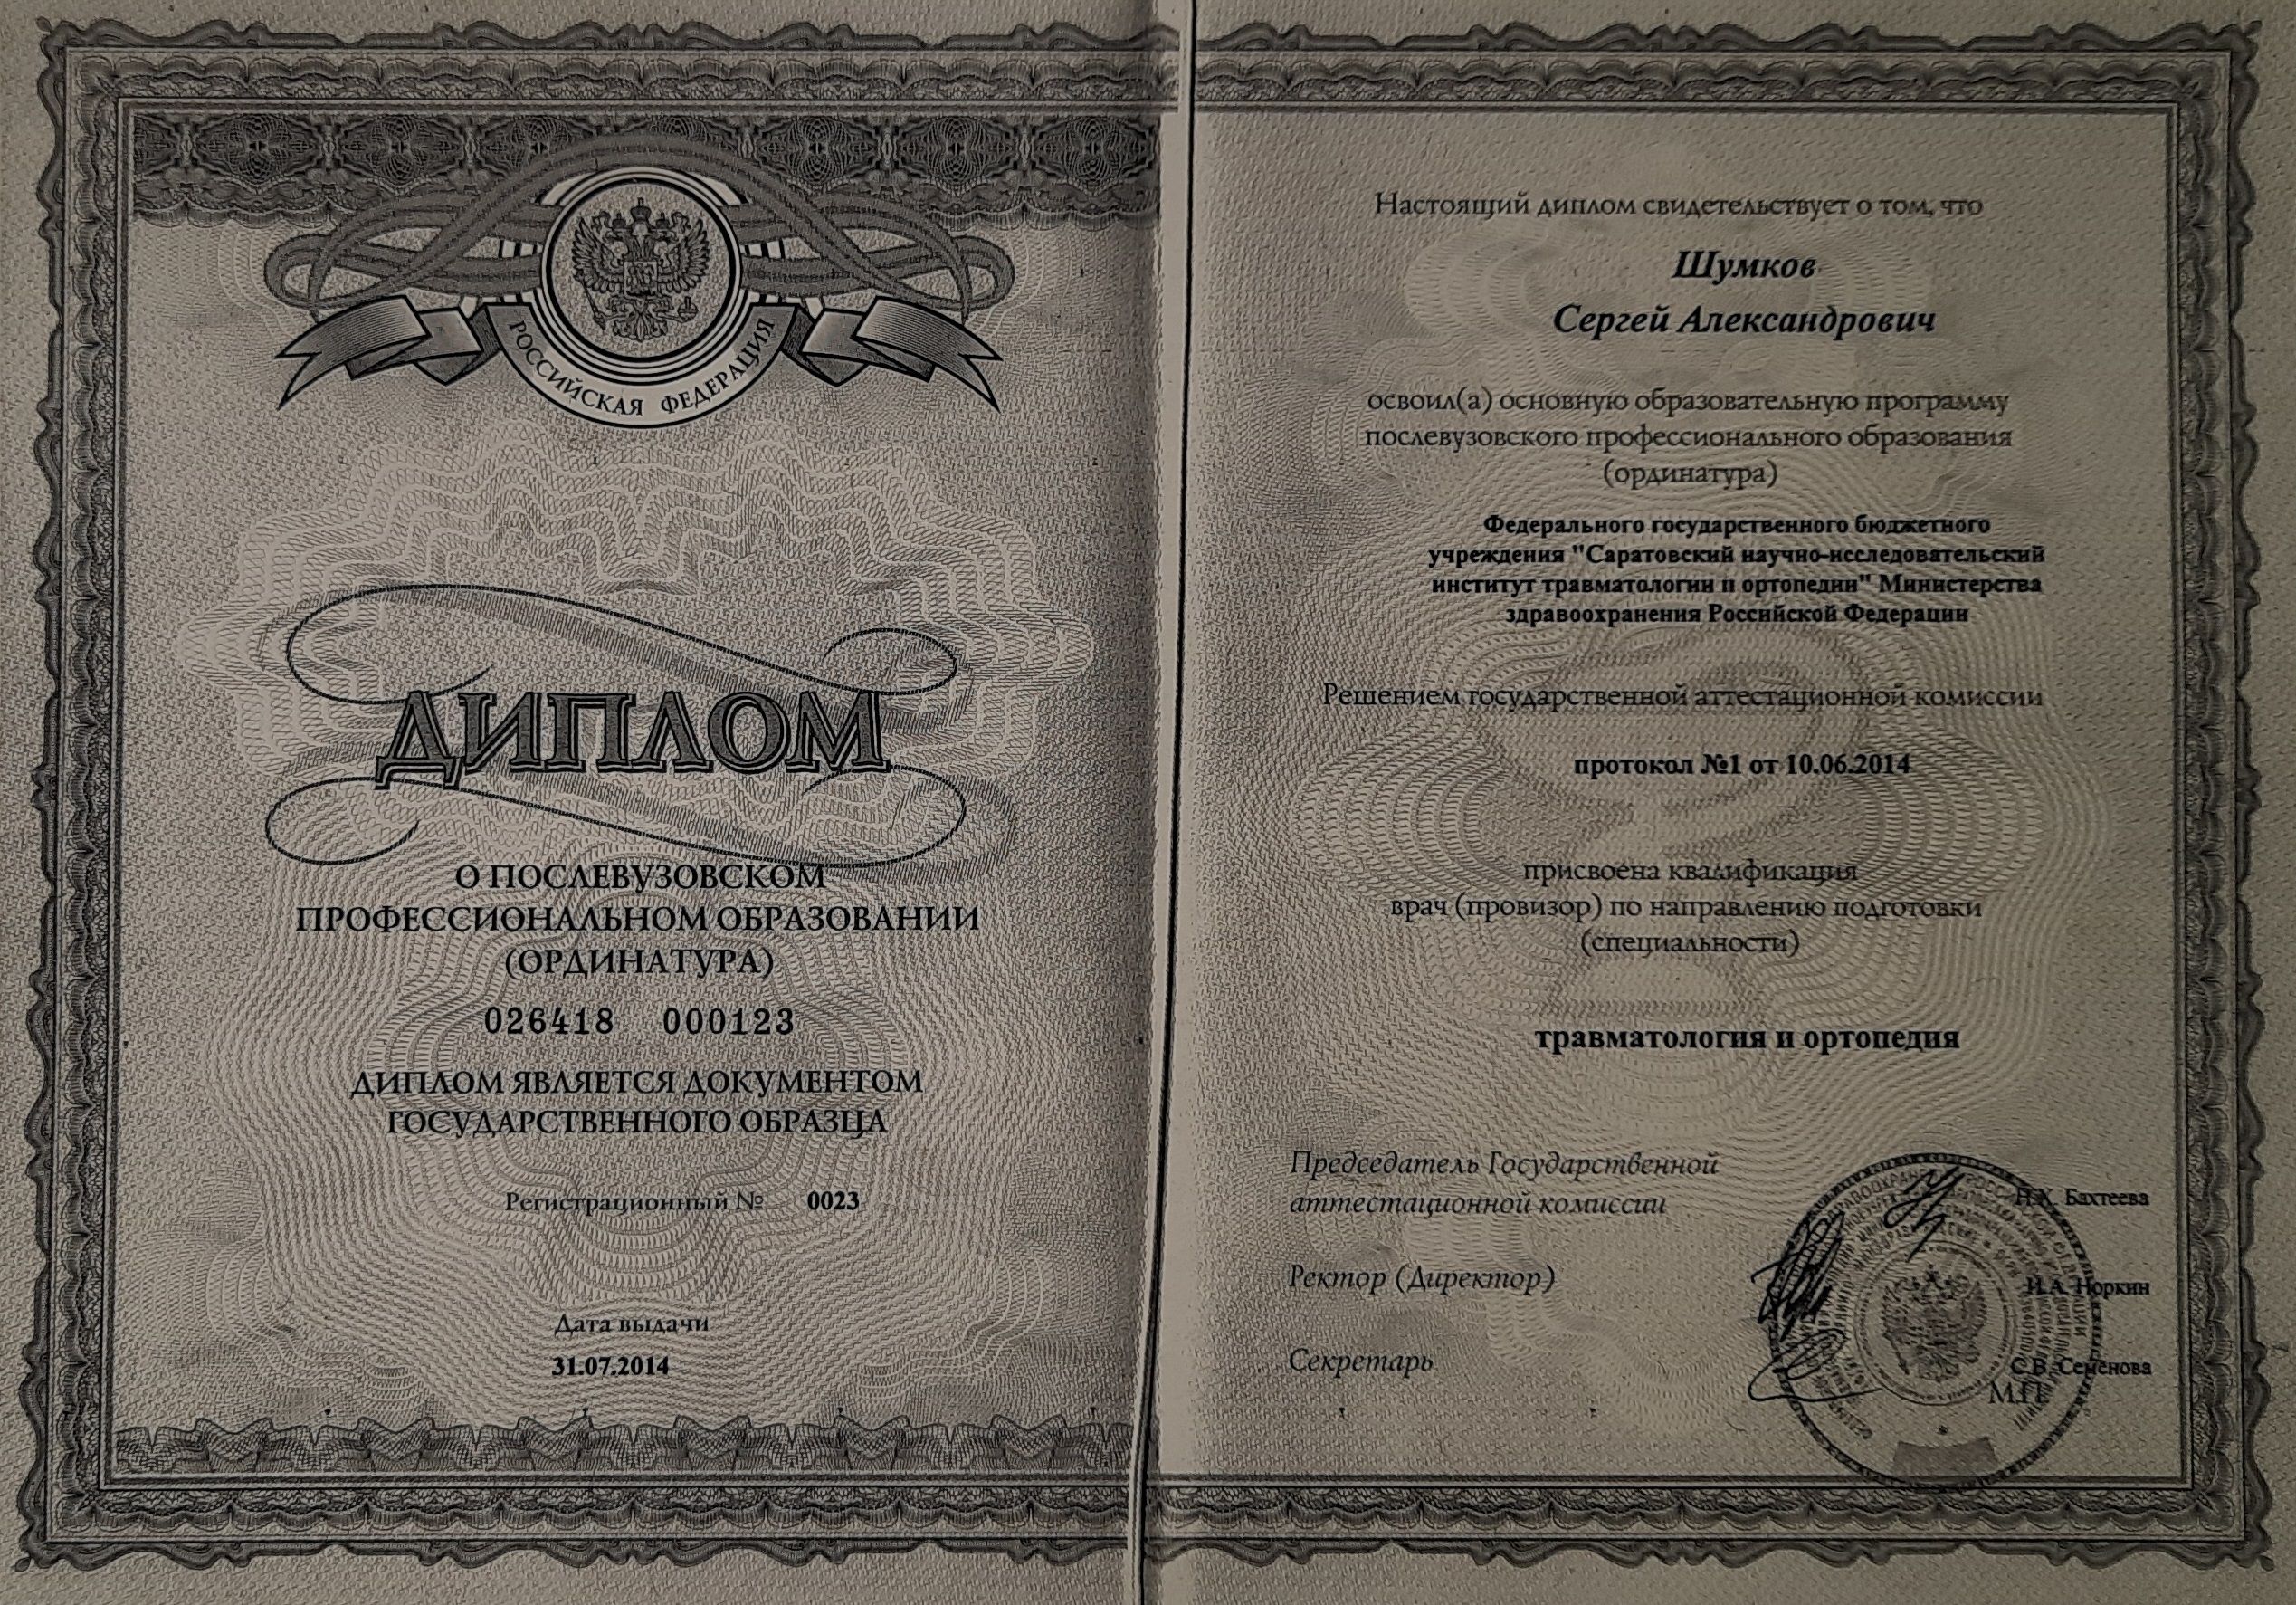 РОССИЙСКАЯ ФЕДЕРАЦИЯ
ДИПЛОМ
О ПОСЛЕВУЗОВСКОМ
ПРОФЕССИОНАЛЬНОМ ОБРАЗОВАНИИ
(ОРДИНАТУРА)
026418 000123
ДИПЛОМ ЯВЛЯЕТСЯ ДОКУМЕНТОМ
ГОСУДАРСТВЕННОГО ОБРАЗЦА
Регистрационный № 0023
Дата выдачи
31.07.2014
Настоящий диплом свидетельствует о том, что
Шумков
Сергей Александрович
освоил(а) основную образовательную программу
послевузовского профессионального образования
(ординатура)
Федерального государственного бюджетного
учреждения "Саратовский научно-исследовательский
институт травматологии и ортопедии" Министерства
здравоохранения Российской Федерации
Решением государственной аттестационной комиссии
протокол №1 от 10.06.2014
присвоена квалификация
врач (провизор) по направлению подготовки
(специальности)
травматология и ортопедия
Председатель Государственной
аттестационной комиссии
Н.Х. Бахтеева
Ректор (Директор)
И.А. Норкин
Секретарь
С.В. Семенова
М.П.